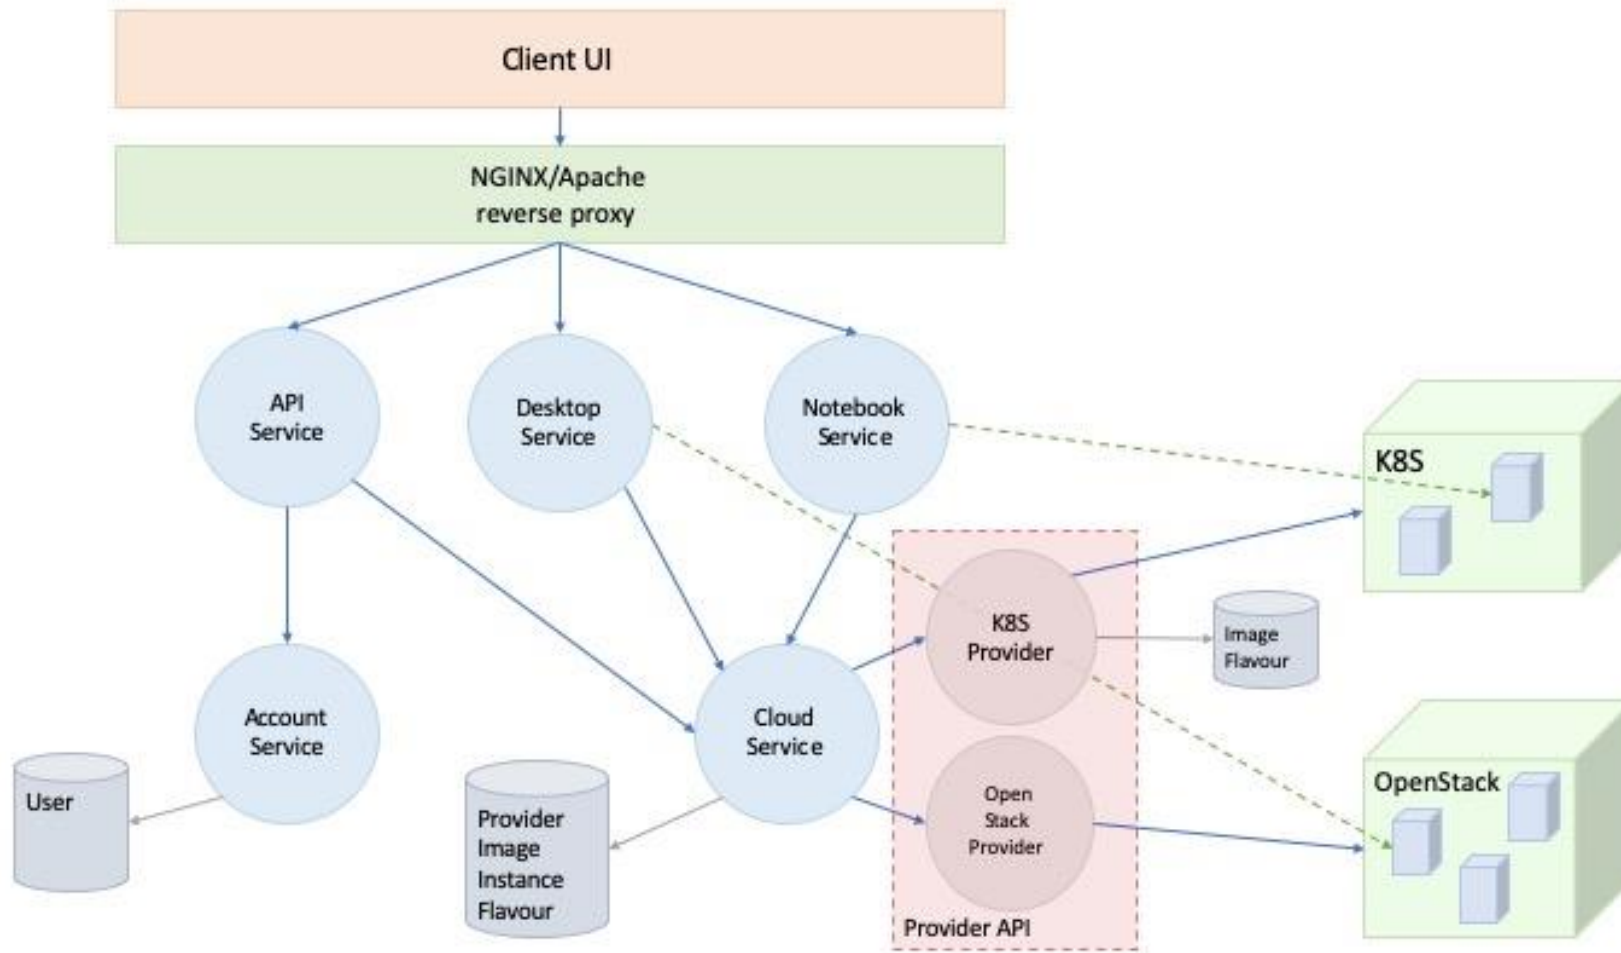 Client UI
NGINX/Apache
reverse proxy
API
Service
Desktop
Service
Notebook
Service
K8S
K8S
Provider
Image
Flavour
Account
Service
Cloud
Service
User
Provider
Image
Instance
Flavour
Open
Stack
Provider
Provider API
OpenStack